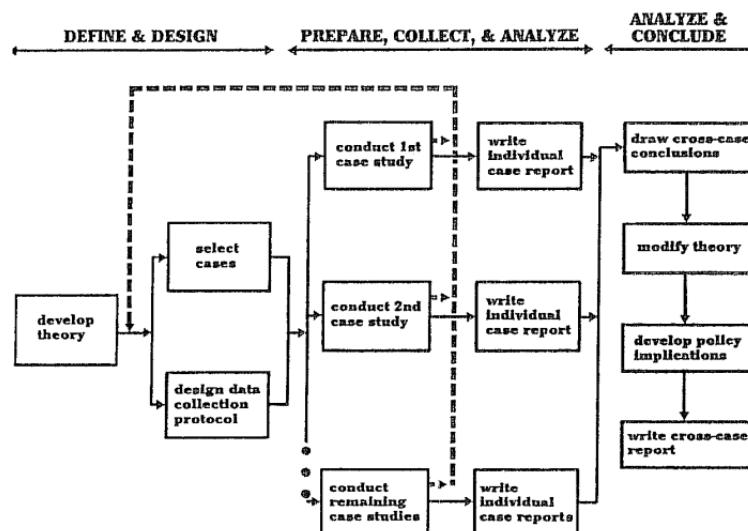 DEFINE & DESIGN
PREPARE, COLLECT, & ANALYZE
ANALYZE &
CONCLUDE
develop
theory
select
cases
design data
collection
protocol
conduct 1st
case study
write
individual
case report
conduct 2nd
case study
write
individual
case report
conduct
remaining
case studies
write
individual
case reports
draw cross-case
conclusions
modify theory
develop policy
implications
write cross-case
report